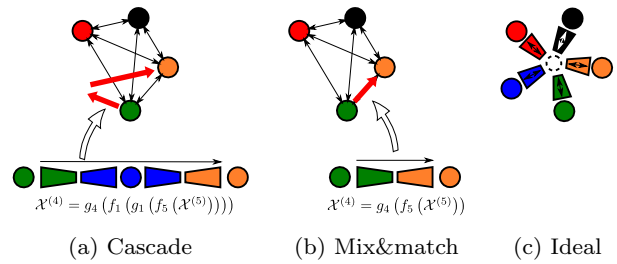 𝒳^(4) = g_4 (f_1 (g_1 (f_5 (𝒳^(5)))))
𝒳^(4) = g_4 (f_5 (𝒳^(5)))
(a) Cascade
(b) Mix&match
(c) Ideal